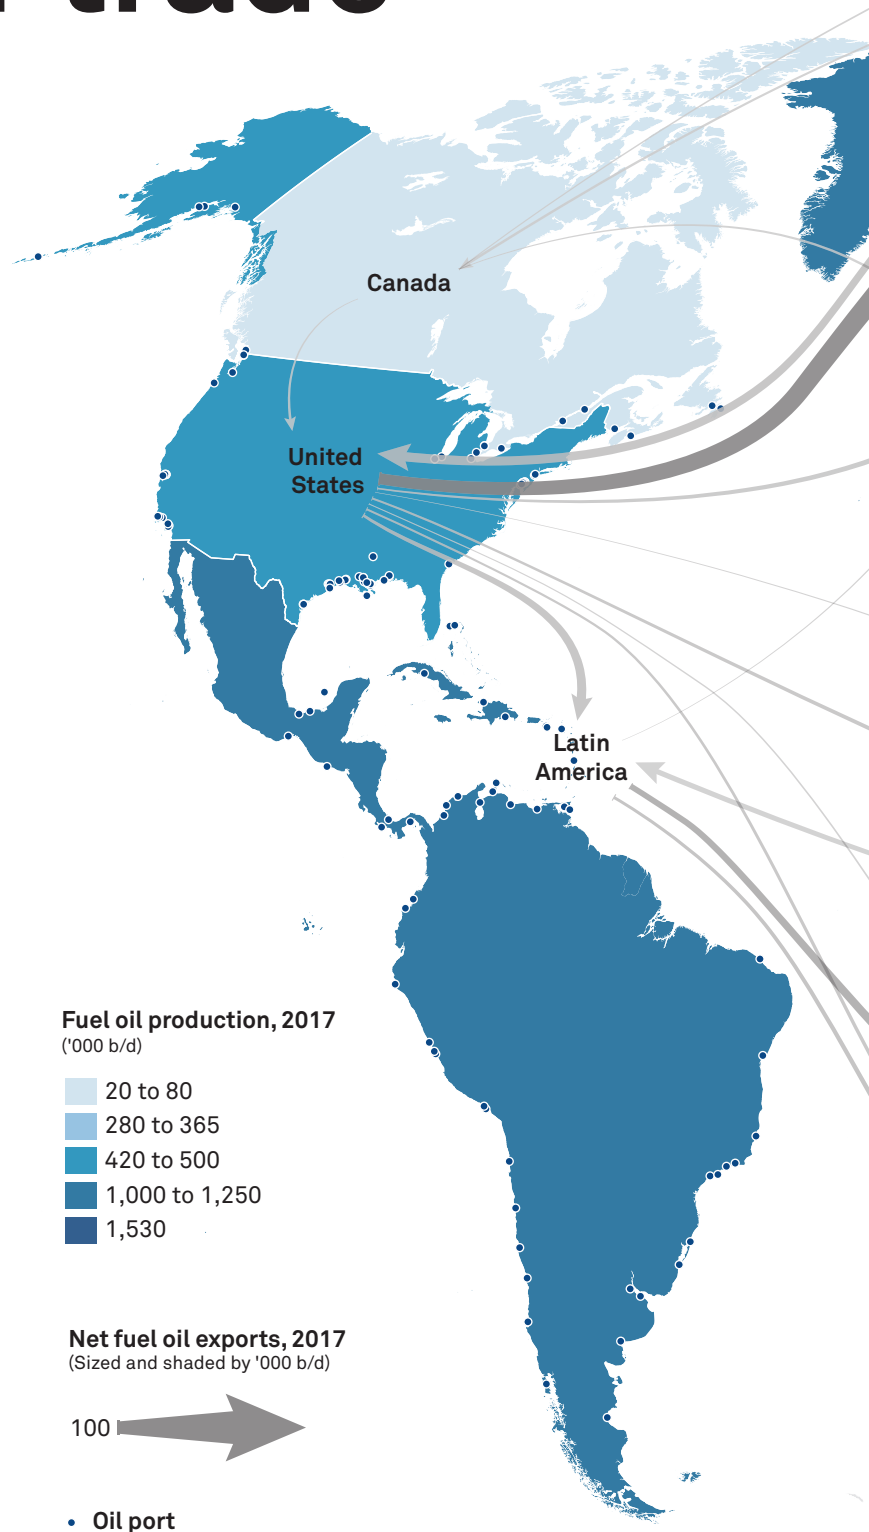 trade
Canada
United
States
Latin
America
Fuel oil production, 2017
('000 b/d)
20 to 80
280 to 365
420 to 500
1,000 to 1,250
1,530
Net fuel oil exports, 2017
(Sized and shaded by '000 b/d)
100
Oil port